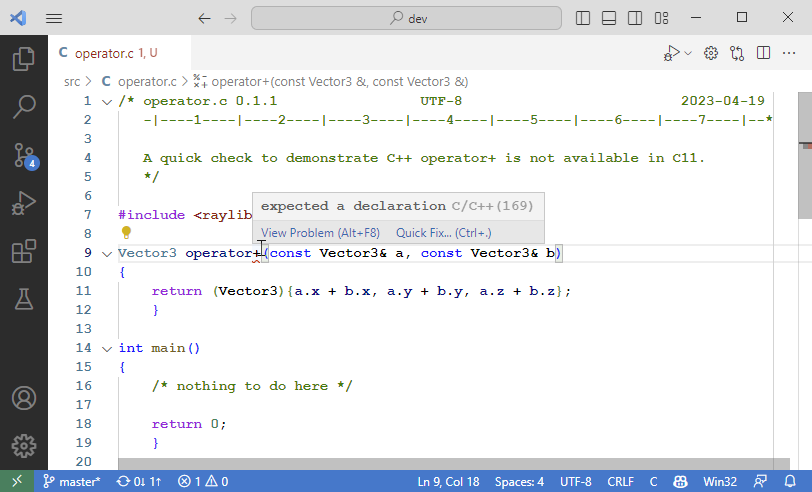 dev
C operator.c 1, U
src > C operator.c > operator+(const Vector3 &, const Vector3 &)
1 /* operator.c 0.1.1 UTF-8 2023-04-19
2 -|----1----|----2----|----3----|----4----|----5----|----6----|----7----|--*
3
4 A quick check to demonstrate C++ operator+ is not available in C11.
5 */
6
expected a declaration C/C++(169)
7 #include <raylib
View Problem (Alt+F8) Quick Fix... (Ctrl+.)
8
9 Vector3 operator+(const Vector3& a, const Vector3& b)
10 {
11 return (Vector3){a.x + b.x, a.y + b.y, a.z + b.z};
12 }
13
14 int main()
15 {
16 /* nothing to do here */
17
18 return 0;
19 }
20
4
master* 0↓ 1↑ 1 0 Ln 9, Col 18 Spaces: 4 UTF-8 CRLF C Win32